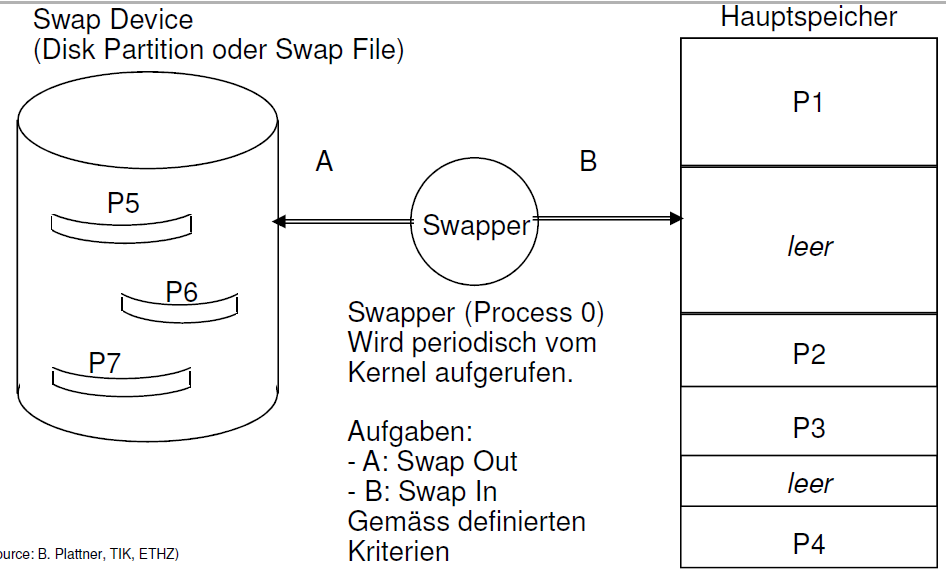 Swap Device
(Disk Partition oder Swap File)
Hauptspeicher
P5
P6
P7
A
B
Swapper
Swapper (Process 0)
Wird periodisch vom
Kernel aufgerufen.
Aufgaben:
- A: Swap Out
- B: Swap In
Gemäss definierten
Kriterien
P1
leer
P2
P3
leer
P4
ource: B. Plattner, TIK, ETHZ)